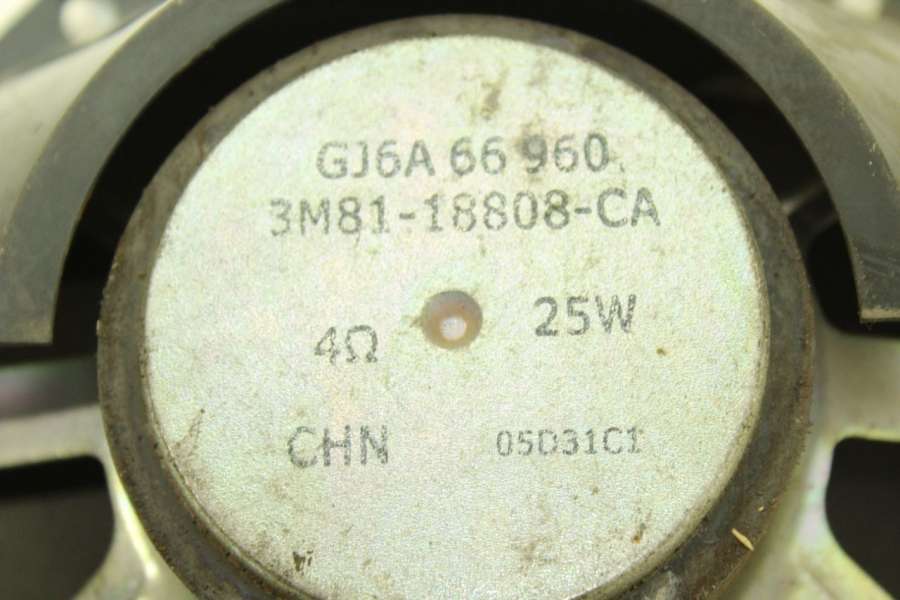 GJ6A 66 960
3M81-18808-CA
4Ω 25W
CHN 05D31C1